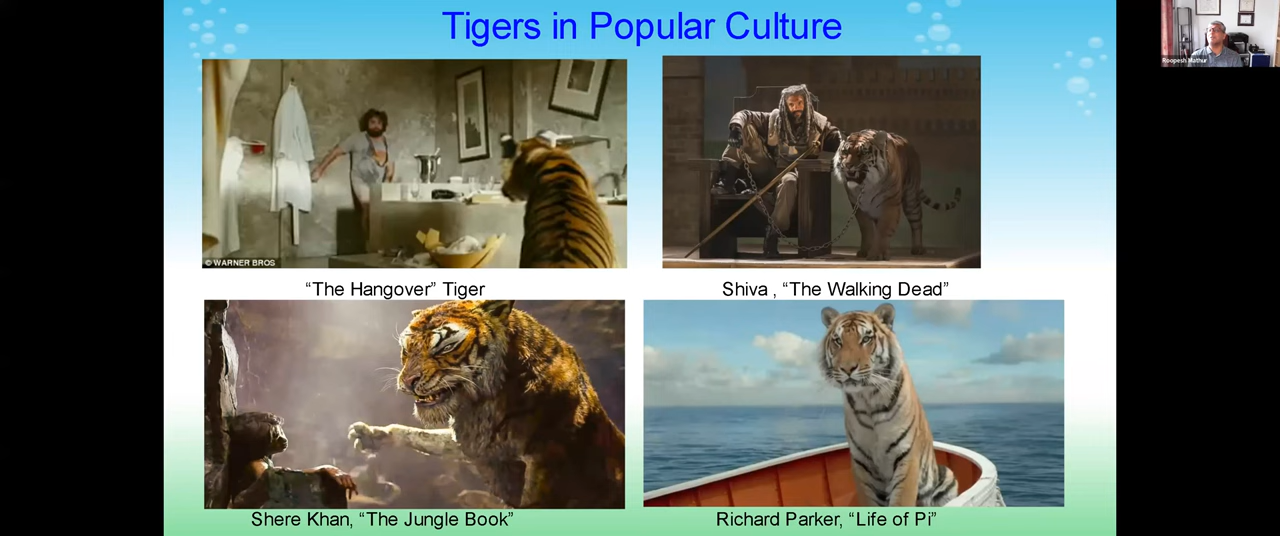 Tigers in Popular Culture
Roopesh Mathur
© WARNER BROS
“The Hangover” Tiger
Shiva , “The Walking Dead”
Shere Khan, “The Jungle Book”
Richard Parker, “Life of Pi”